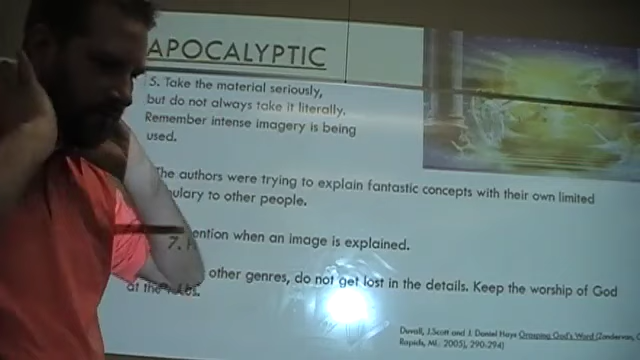 APOCALYPTIC
5. Take the material seriously,
but do not always take it literally.
Remember intense imagery is being
used.
The authors were trying to explain fantastic concepts with their own limited
bulary to other people.
7. ention when an image is explained.
other genres, do not get lost in the details. Keep the worship of God
at the
Duvall, J.Scott and J. Daniel Hays Grasping God's Word (Zondervan,
Rapids, MI. 2005), 290-294)